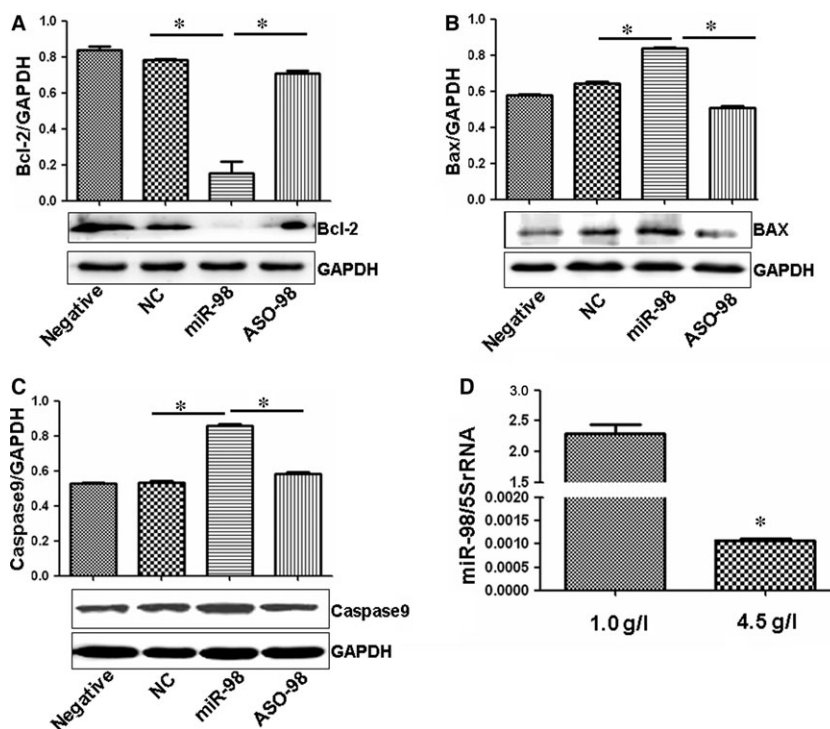 A
Bcl-2/GAPDH
1.0
0.8
0.6
0.4
0.2
0.0
* *
Bcl-2
GAPDH
Negative NC miR-98 ASO-98
B
Bax/GAPDH
1.0
0.8
0.6
0.4
0.2
0.0
* *
BAX
GAPDH
Negative NC miR-98 ASO-98
C
Caspase9/GAPDH
1.0
0.8
0.6
0.4
0.2
0.0
* *
Caspase9
GAPDH
Negative NC miR-98 ASO-98
D
miR-98/5SrRNA
3.0
2.5
2.0
1.5
0.0020
0.0015
0.0010
0.0005
0.0000
*
1.0 g/l 4.5 g/l